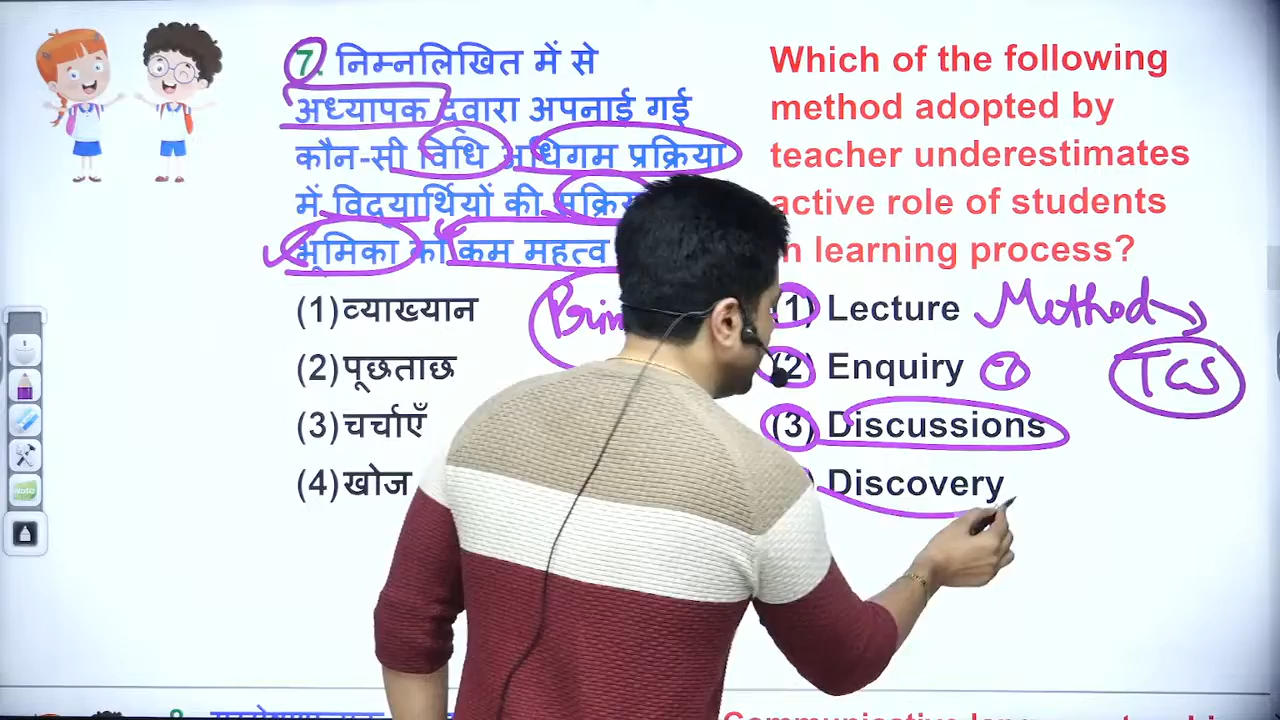 7. निम्नलिखित में से
अध्यापक द्वारा अपनाई गई
कौन-सी विधि अधिगम प्रक्रिया
में विद्यार्थियों की
भूमिका को कम महत्व
(1) व्याख्यान
(2) पूछताछ
(3) चर्चाएँ
(4) खोज
Which of the following
method adopted by
teacher underestimates
active role of students
learning process?
(1) Lecture Method
(2) Enquiry
TCS
(3) Discussions
Discovery